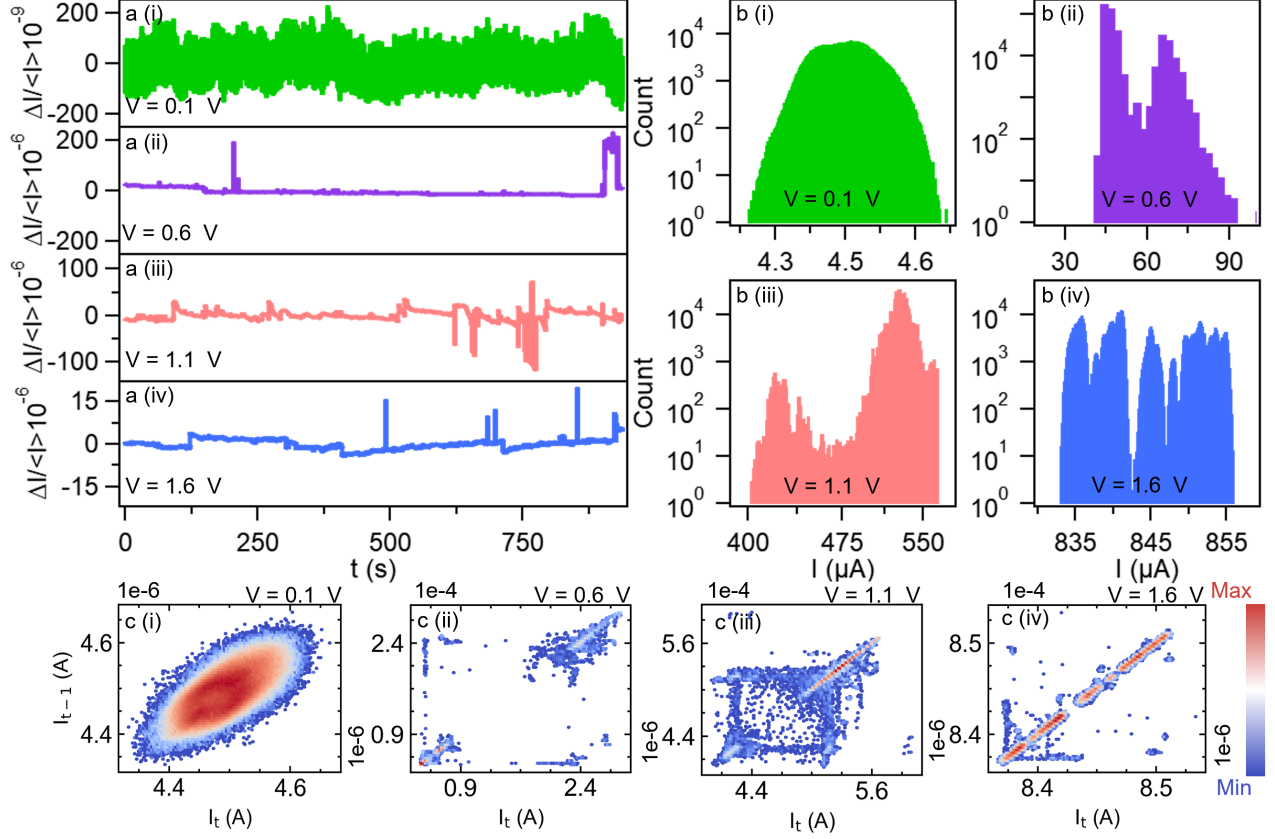 a (i)
ΔI/<I>10⁻⁹
200
0
-200
V = 0.1 V
a (ii)
ΔI/<I>10⁻⁶
200
0
-200
V = 0.6 V
a (iii)
ΔI/<I>10⁻⁶
100
0
-100
V = 1.1 V
a (iv)
ΔI/<I>10⁻⁶
15
0
-15
V = 1.6 V
0 250 500 750
t (s)
b (i)
Count
10⁴
10³
10²
10¹
10⁰
V = 0.1 V
4.3 4.5 4.6
b (ii)
10⁴
10²
10⁰
V = 0.6 V
30 60 90
b (iii)
Count
10⁴
10³
10²
10¹
10⁰
V = 1.1 V
400 475 550
I (µA)
b (iv)
10⁴
10³
10²
10¹
10⁰
V = 1.6 V
835 845 855
I (µA)
1e-6 V = 0.1 V
c (i)
4.6
4.4
I t − 1 (A)
4.4 4.6
1e-6
I t (A)
1e-4 V = 0.6 V
c (ii)
2.4
0.9
0.9 2.4
1e-6
I t (A)
1e-4 V = 1.1 V
c (iii)
5.6
4.4
4.4 5.6
1e-6
I t (A)
1e-4 V = 1.6 V
c (iv)
8.5
8.4
8.4 8.5
1e-6
I t (A)
Max
Min